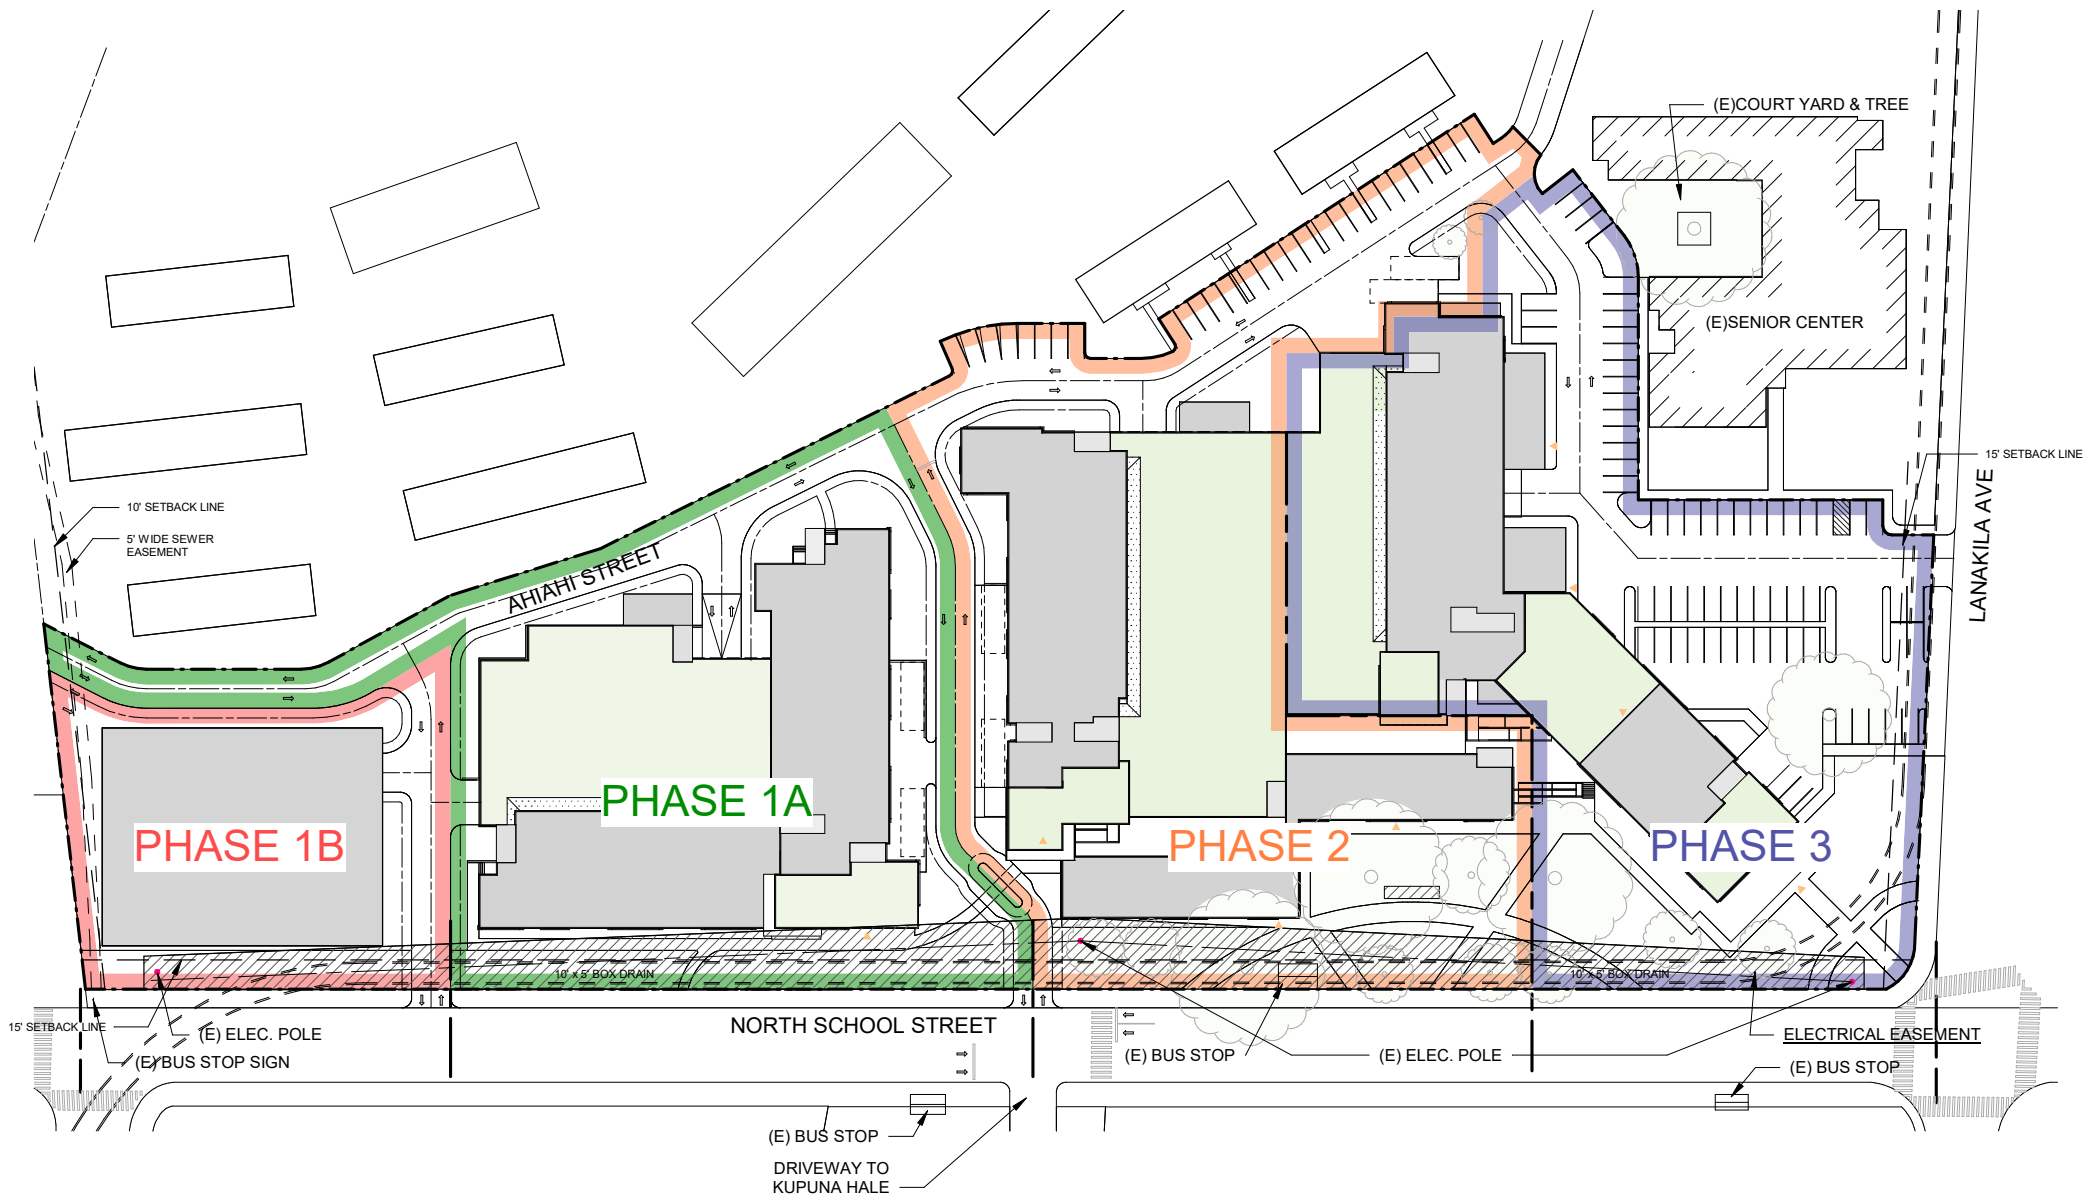 (E)COURT YARD & TREE
(E)SENIOR CENTER
15' SETBACK LINE
LANAKILA AVE
10' SETBACK LINE
5' WIDE SEWER
EASEMENT
AHIAHI STREET
PHASE 1A
PHASE 1B
PHASE 2
PHASE 3
10' x 5' BOX DRAIN
10' x 5' BOX DRAIN
15' SETBACK LINE
(E) ELEC. POLE
(E) BUS STOP SIGN
NORTH SCHOOL STREET
(E) BUS STOP
(E) ELEC. POLE
ELECTRICAL EASEMENT
(E) BUS STOP
(E) BUS STOP
DRIVEWAY TO
KUPUNA HALE